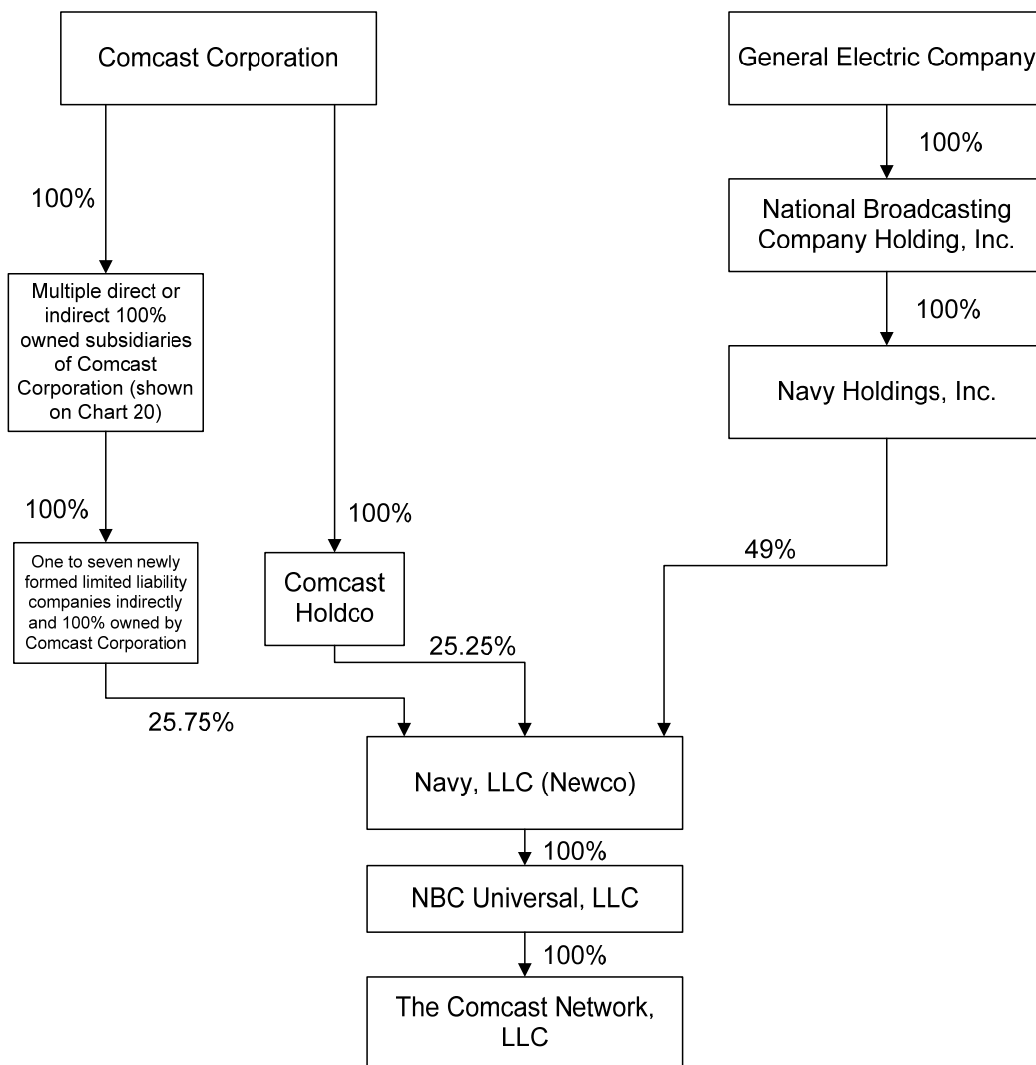 Comcast Corporation
General Electric Company
100%
National Broadcasting
Company Holding, Inc.
100%
Multiple direct or
indirect 100%
owned subsidiaries
of Comcast
Corporation (shown
on Chart 20)
100%
Navy Holdings, Inc.
100%
100%
49%
One to seven newly
formed limited liability
companies indirectly
and 100% owned by
Comcast Corporation
Comcast
Holdco
25.25%
25.75%
Navy, LLC (Newco)
100%
NBC Universal, LLC
100%
The Comcast Network,
LLC